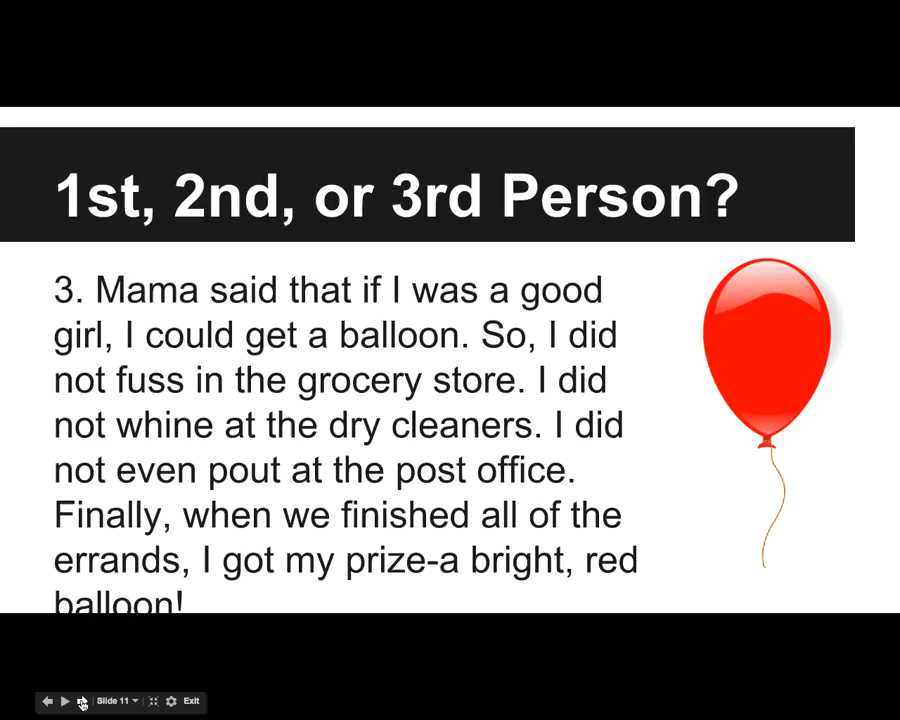 1st, 2nd, or 3rd Person?
3. Mama said that if I was a good
girl, I could get a balloon. So, I did
not fuss in the grocery store. I did
not whine at the dry cleaners. I did
not even pout at the post office.
Finally, when we finished all of the
errands, I got my prize-a bright, red
balloon!
Slide 11
Exit